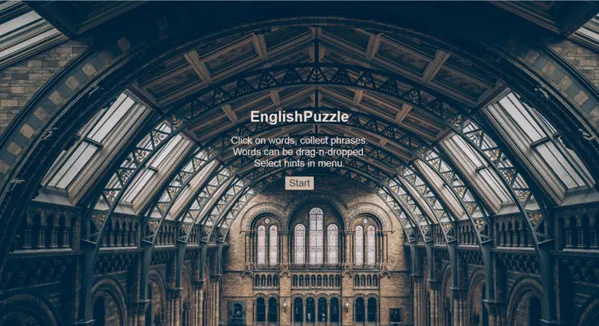 EnglishPuzzle
Click on words, collect phrases.
Words can be drag-n-dropped.
Select hints in menu.
Start